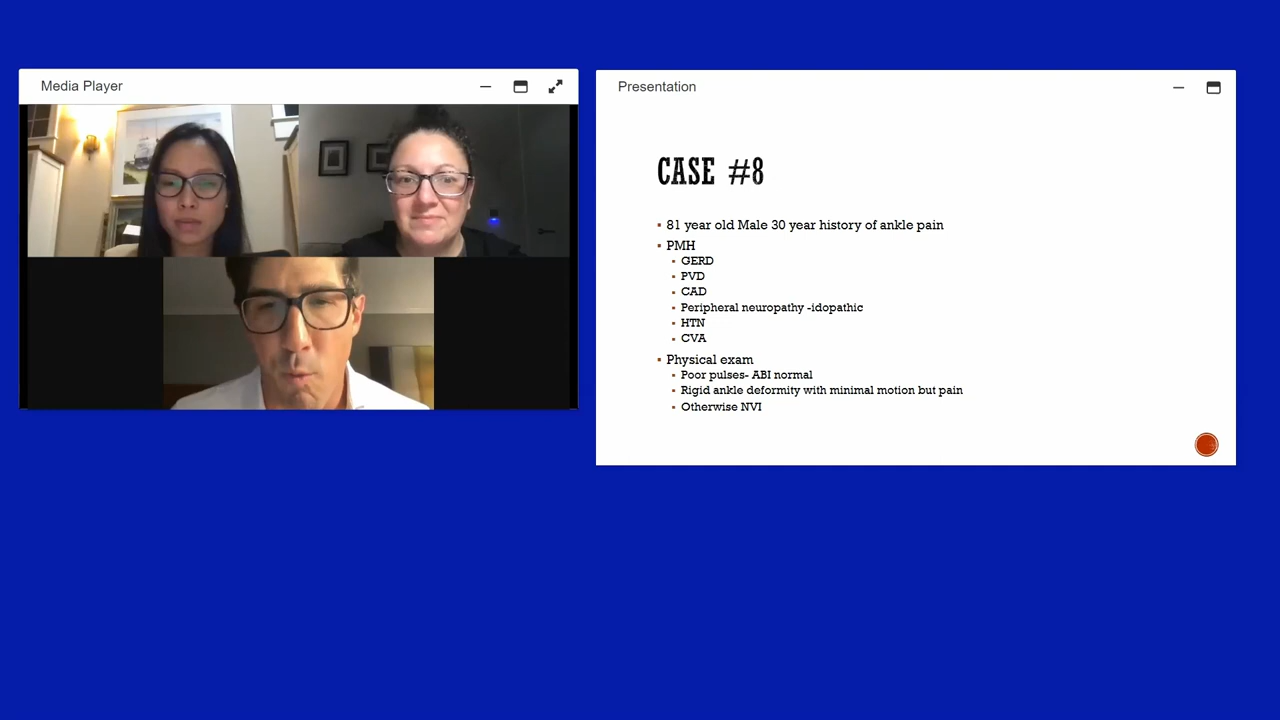 Media Player
Presentation
CASE #8
81 year old Male 30 year history of ankle pain
PMH
GERD
PVD
CAD
Peripheral neuropathy -idopathic
HTN
CVA
Physical exam
Poor pulses- ABI normal
Rigid ankle deformity with minimal motion but pain
Otherwise NVI